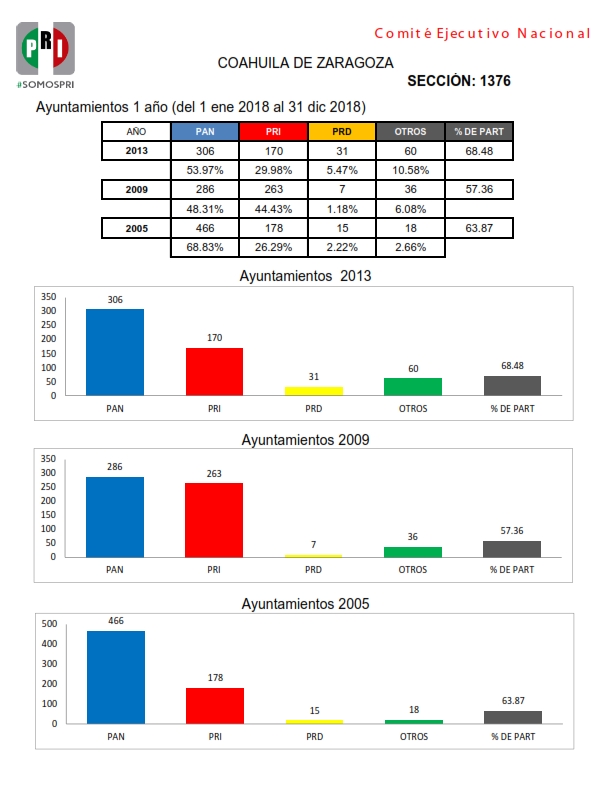 Comité Ejecutivo Nacional
PRI
#SOMOSPRI
COAHUILA DE ZARAGOZA
SECCIÓN: 1376
Ayuntamientos 1 año (del 1 ene 2018 al 31 dic 2018)
AÑO PAN PRI PRD OTROS % DE PART
2013 306 170 31 60 68.48
53.97% 29.98% 5.47% 10.58%
2009 286 263 7 36 57.36
48.31% 44.43% 1.18% 6.08%
2005 466 178 15 18 63.87
68.83% 26.29% 2.22% 2.66%
Ayuntamientos 2013
350
300
250
200
150
100
50
0
306 170 31 60 68.48
PAN PRI PRD OTROS % DE PART
Ayuntamientos 2009
350
300
250
200
150
100
50
0
286 263 7 36 57.36
PAN PRI PRD OTROS % DE PART
Ayuntamientos 2005
500
400
300
200
100
0
466 178 15 18 63.87
PAN PRI PRD OTROS % DE PART